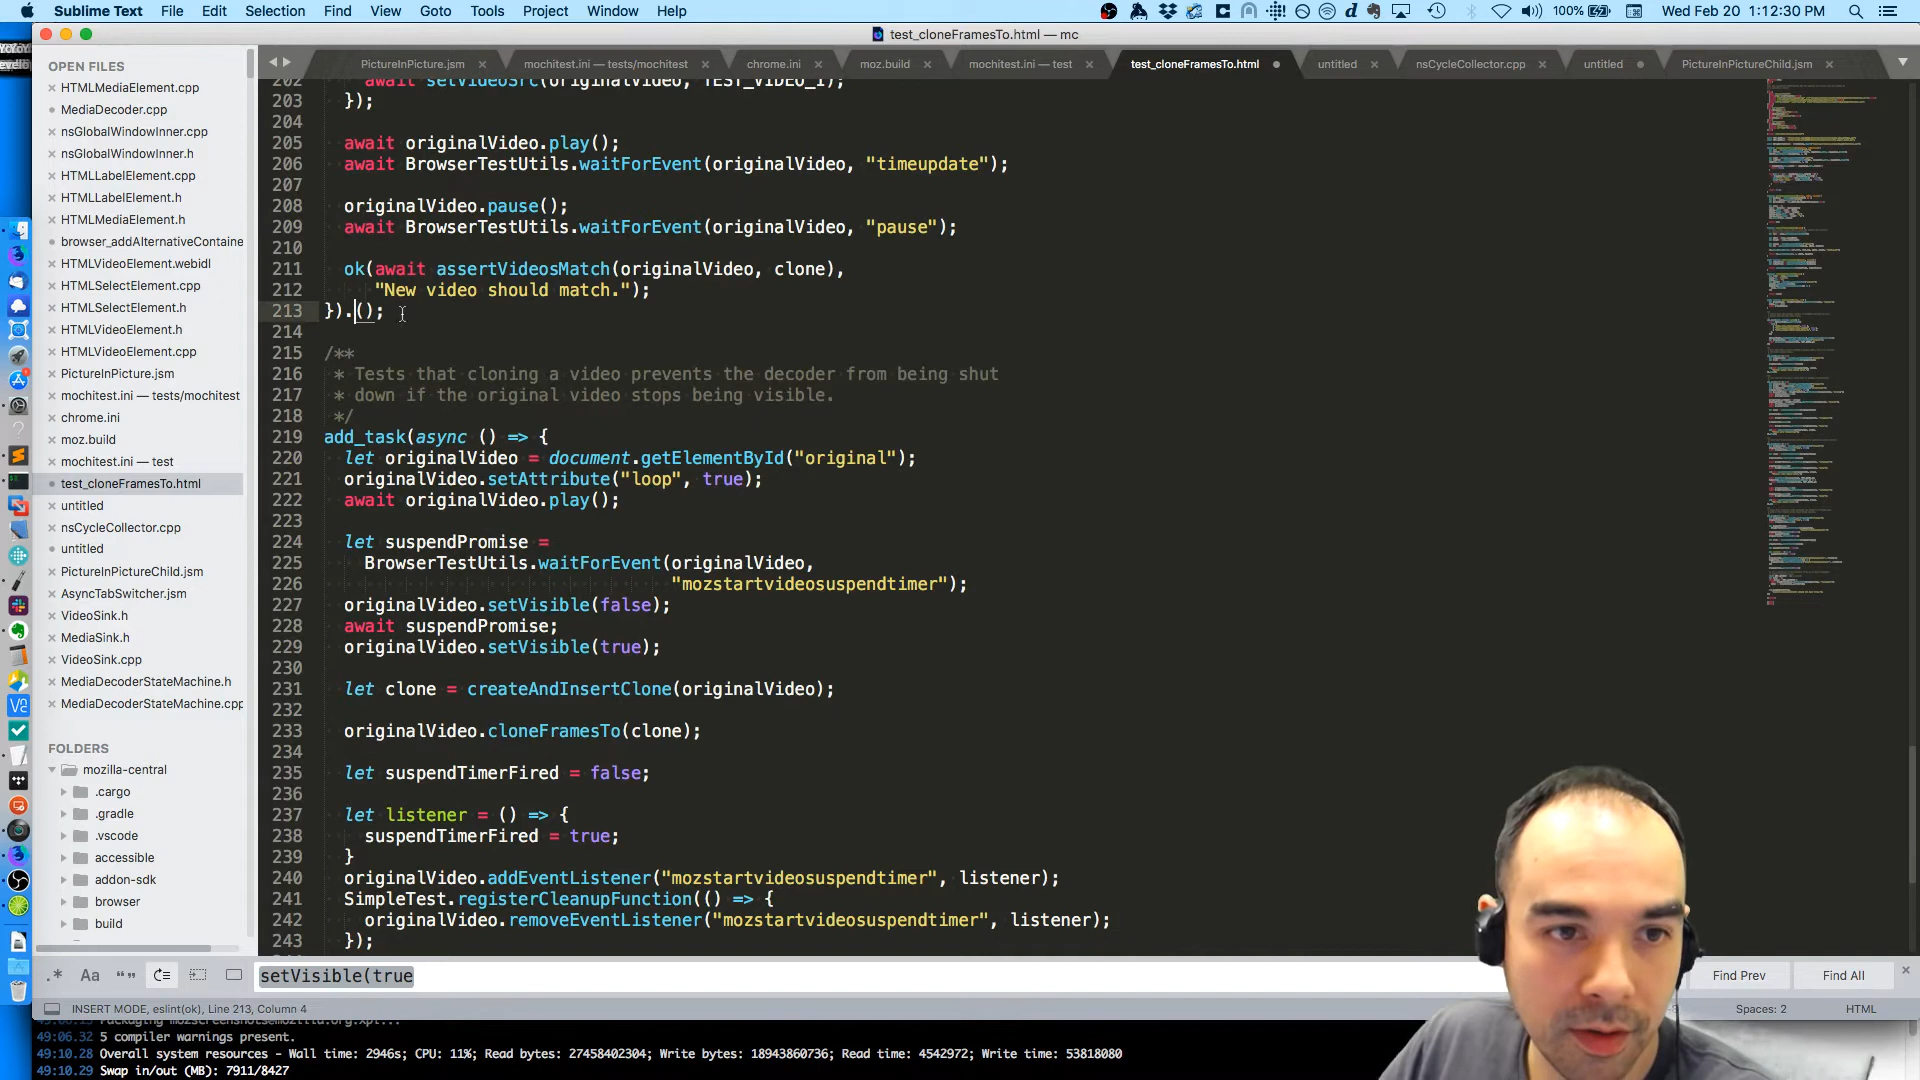 Sublime Text File Edit Selection Find View Goto Tools Project Window Help 100% Wed Feb 20 1:12:30 PM
test_cloneFramesTo.html — mc
PictureInPicture.jsm mochitest.ini — tests/mochitest chrome.ini moz.build mochitest.ini — test test_cloneFramesTo.html untitled nsCycleCollector.cpp untitled PictureInPictureChild.jsm
OPEN FILES
HTMLMediaElement.cpp
MediaDecoder.cpp
nsGlobalWindowInner.cpp
nsGlobalWindowInner.h
HTMLLabelElement.cpp
HTMLLabelElement.h
HTMLMediaElement.h
browser_addAlternativeContaine
HTMLVideoElement.webidl
HTMLSelectElement.cpp
HTMLSelectElement.h
HTMLVideoElement.h
HTMLVideoElement.cpp
PictureInPicture.jsm
mochitest.ini — tests/mochitest
chrome.ini
moz.build
mochitest.ini — test
test_cloneFramesTo.html
untitled
nsCycleCollector.cpp
untitled
PictureInPictureChild.jsm
AsyncTabSwitcher.jsm
VideoSink.h
MediaSink.h
VideoSink.cpp
MediaDecoderStateMachine.h
MediaDecoderStateMachine.cpp
FOLDERS
mozilla-central
.cargo
.gradle
.vscode
accessible
addon-sdk
browser
build
202 await setVideoSrc(originalVideo, TEST_VIDEO_1);
203 });
204
205 await originalVideo.play();
206 await BrowserTestUtils.waitForEvent(originalVideo, "timeupdate");
207
208 originalVideo.pause();
209 await BrowserTestUtils.waitForEvent(originalVideo, "pause");
210
211 ok(await assertVideosMatch(originalVideo, clone),
212 "New video should match.");
213 }).();
214
215 /**
216 * Tests that cloning a video prevents the decoder from being shut
217 * down if the original video stops being visible.
218 */
219 add_task(async () => {
220 let originalVideo = document.getElementById("original");
221 originalVideo.setAttribute("loop", true);
222 await originalVideo.play();
223
224 let suspendPromise =
225 BrowserTestUtils.waitForEvent(originalVideo,
226 "mozstartvideosuspendtimer");
227 originalVideo.setVisible(false);
228 await suspendPromise;
229 originalVideo.setVisible(true);
230
231 let clone = createAndInsertClone(originalVideo);
232
233 originalVideo.cloneFramesTo(clone);
234
235 let suspendTimerFired = false;
236
237 let listener = () => {
238 suspendTimerFired = true;
239 }
240 originalVideo.addEventListener("mozstartvideosuspendtimer", listener);
241 SimpleTest.registerCleanupFunction(() => {
242 originalVideo.removeEventListener("mozstartvideosuspendtimer", listener);
243 });
.* Aa “” setVisible(true Find Prev Find All
INSERT MODE, eslint(ok), Line 213, Column 4 Spaces: 2 HTML
49:06.32 5 compiler warnings present.
49:10.28 Overall system resources - Wall time: 2946s; CPU: 11%; Read bytes: 27458402304; Write bytes: 18943860736; Read time: 4542972; Write time: 53818080
49:10.29 Swap in/out (MB): 7911/8427